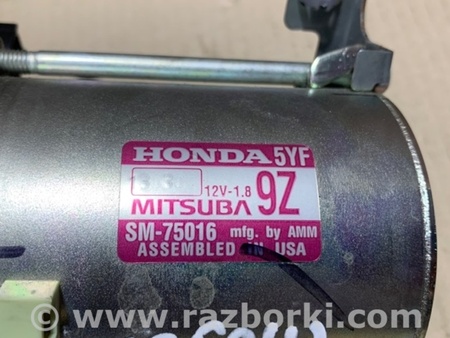 HONDA 5YF
12V-1.8 9Z
MITSUBA
SM-75016 mfg. by AMM
ASSEMBLED IN USA
© www.razborki.com